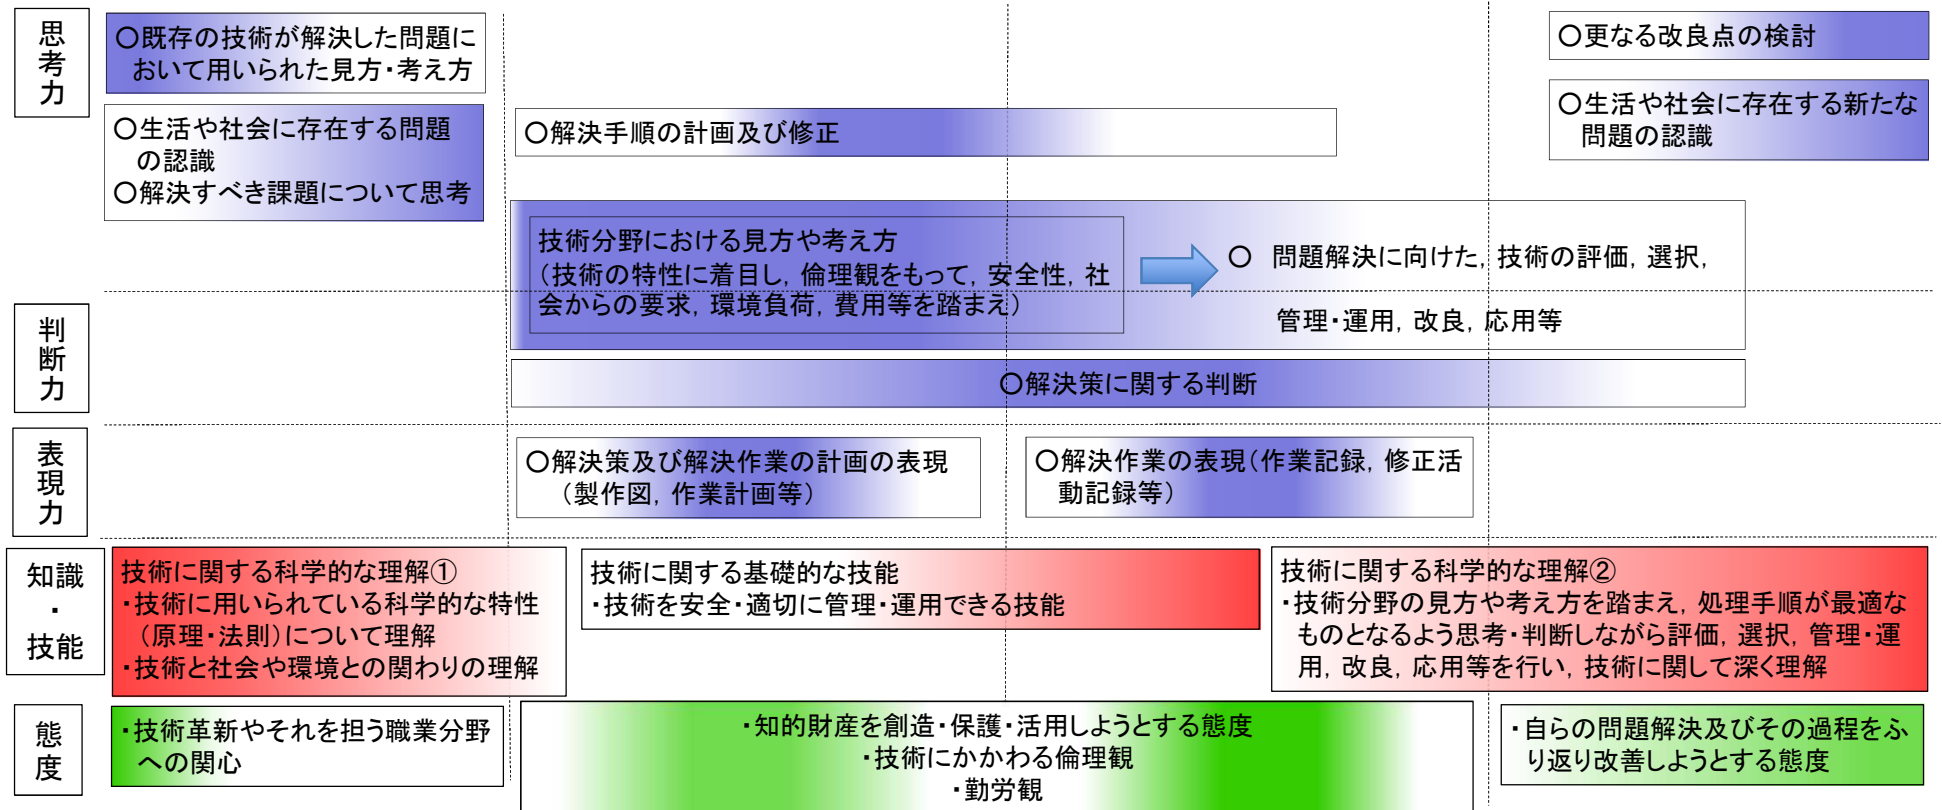 思考力
○既存の技術が解決した問題に
おいて用いられた見方・考え方
○生活や社会に存在する問題
の認識
○解決すべき課題について思考
○解決手順の計画及び修正
○更なる改良点の検討
○生活や社会に存在する新たな
問題の認識
技術分野における見方や考え方
（技術の特性に着目し，倫理観をもって，安全性，社
会からの要求，環境負荷，費用等を踏まえ）
○　問題解決に向けた，技術の評価，選択，
管理・運用，改良，応用等
判断力
○解決策に関する判断
表現力
○解決策及び解決作業の計画の表現
（製作図，作業計画等）
○解決作業の表現（作業記録，修正活
動記録等）
知識
・
技能
技術に関する科学的な理解①
・技術に用いられている科学的な特性
（原理・法則）について理解
・技術と社会や環境との関わりの理解
技術に関する基礎的な技能
・技術を安全・適切に管理・運用できる技能
技術に関する科学的な理解②
・技術分野の見方や考え方を踏まえ，処理手順が最適な
ものとなるよう思考・判断しながら評価，選択，管理・運
用，改良，応用等を行い，技術に関して深く理解
態度
・技術革新やそれを担う職業分野
への関心
・知的財産を創造・保護・活用しようとする態度
・技術にかかわる倫理観
・勤労観
・自らの問題解決及びその過程をふ
り返り改善しようとする態度